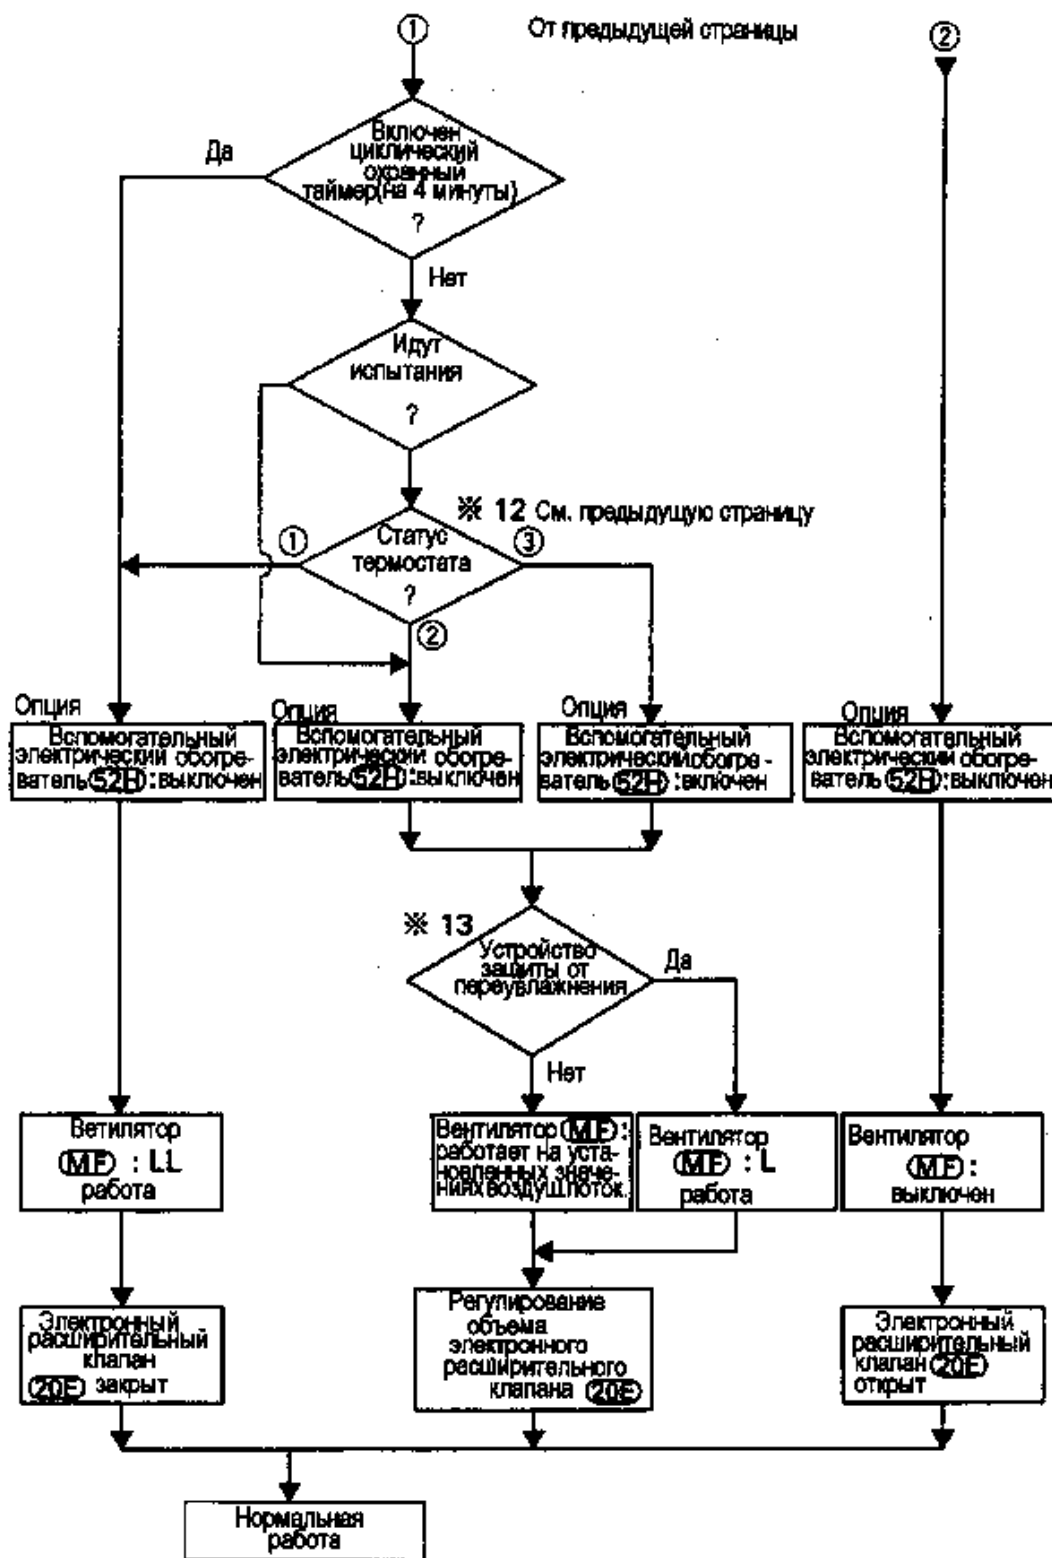 ① От предыдущей страницы ②
Включен
циклический
охранный
таймер(на 4 минуты)
?
Да
Нет
Идут
испытания
?
※ 12 См. предыдущую страницу
① Статус ③
термостата
?
②
Опция
Вспомогательный
электрический обогре-
ватель 52H : выключен
Опция
Вспомогательный
электрический обогре-
ватель 52H : выключен
Опция
Вспомогательный
электрический обогре-
ватель 52H : включен
Опция
Вспомогательный
электрический обогре-
ватель 52H : выключен
※ 13
Устройство
защиты от
переувлажнения
Да
Нет
Ветилятор
MF : LL
работа
Вентилятор MF :
работает на уста-
новленных значе-
ниях воздуш.поток.
Вентилятор
MF : L
работа
Вентилятор
MF :
выключен
Электронный
расширительный
клапан
20E закрыт
Регулирование
объема
электронного
расширительного
клапана 20E
Электронный
расширительный
клапан 20E
открыт
Нормальная
работа